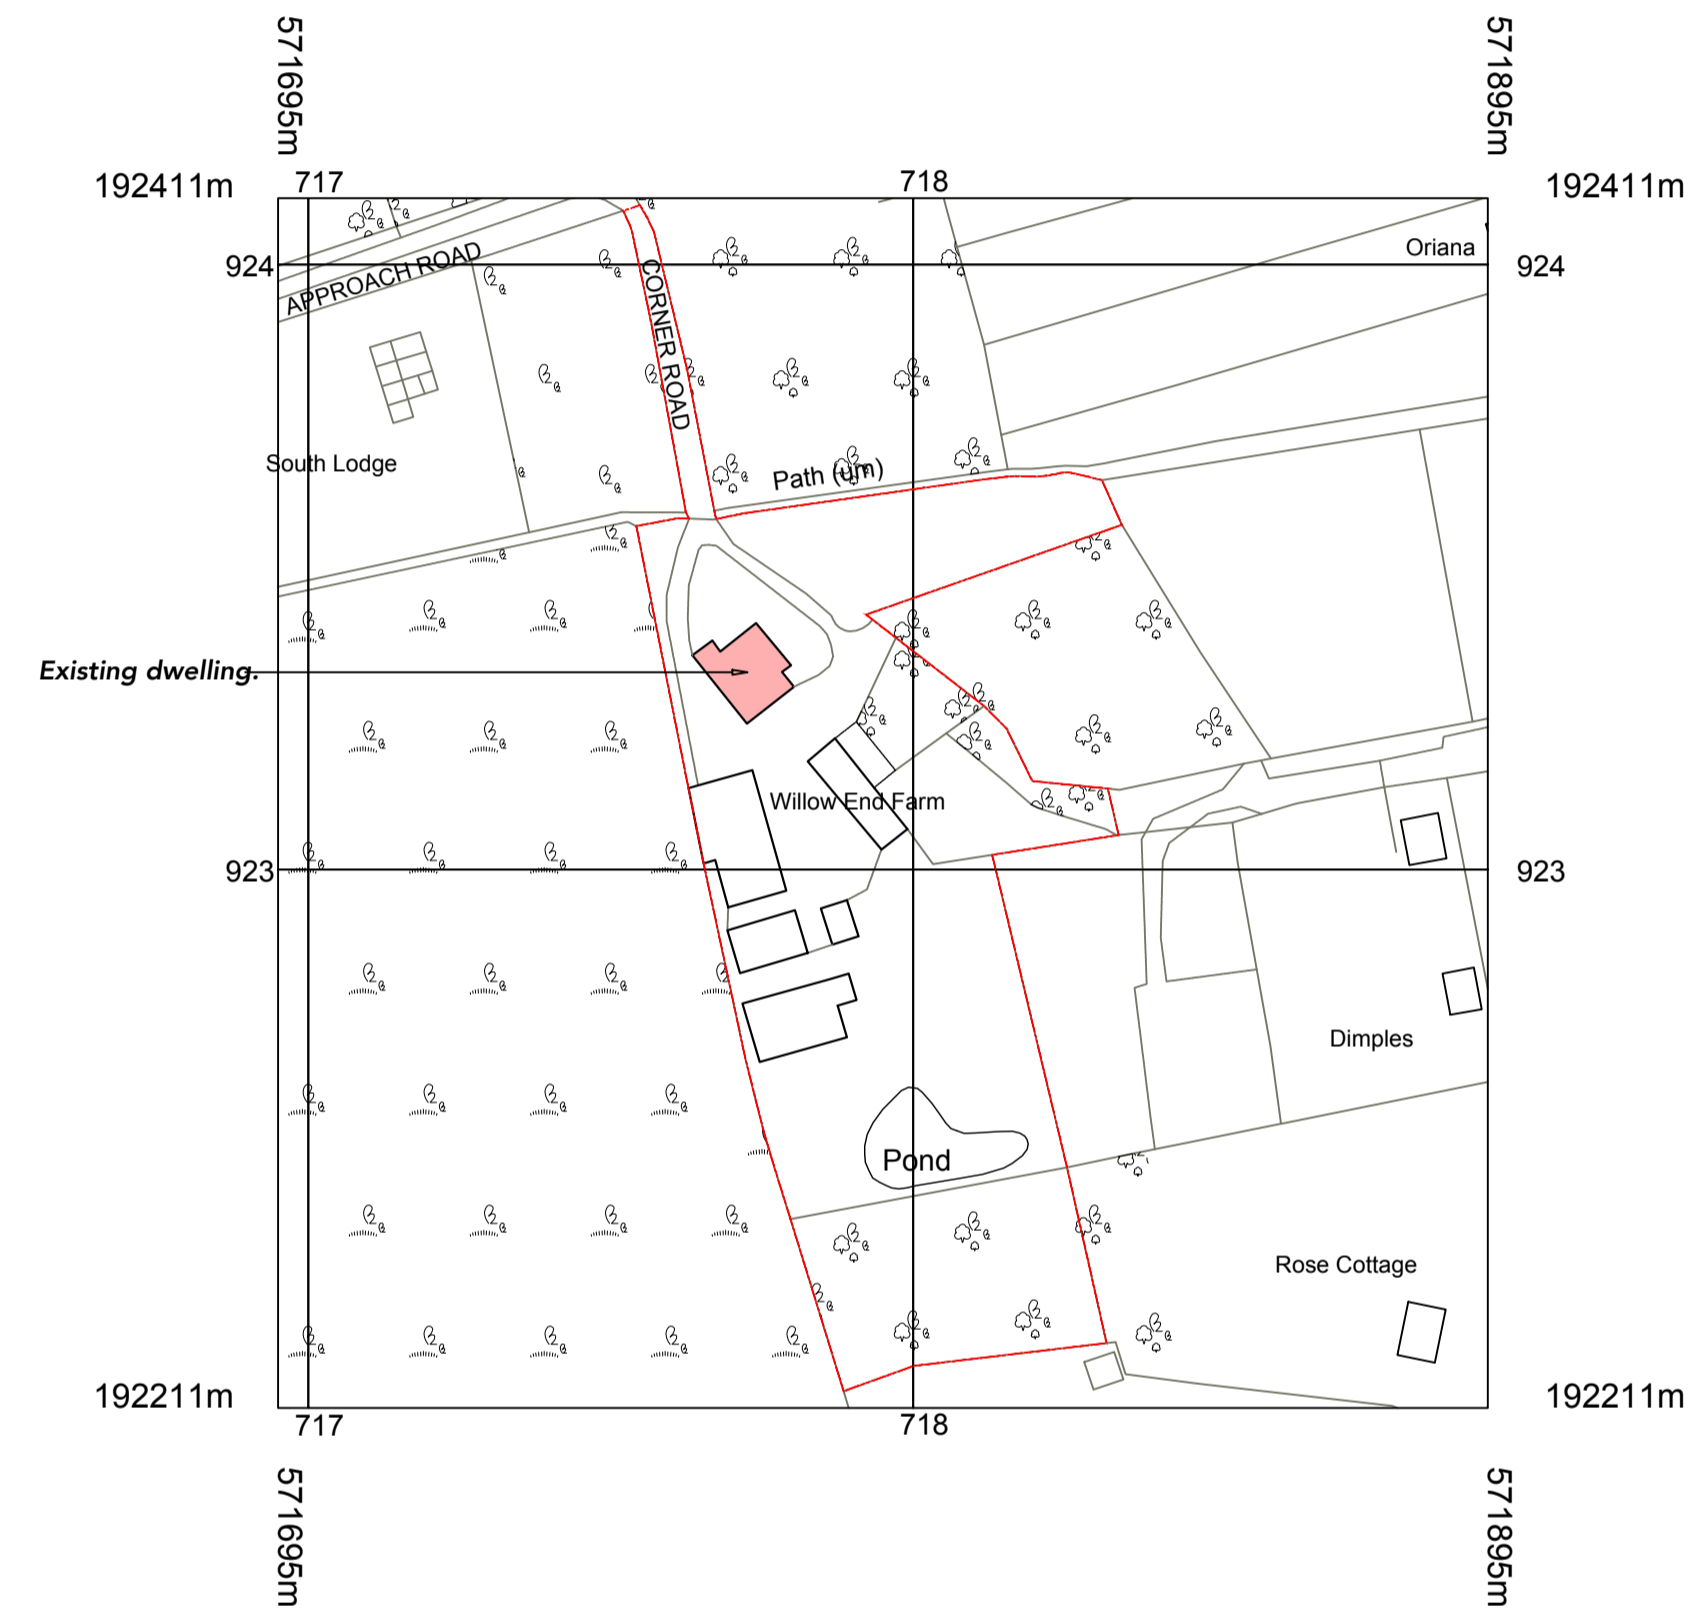 571695m
571895m
192411m
717
718
192411m
Oriana
924
APPROACH ROAD
CORNER ROAD
924
South Lodge
Path (um)
Existing dwelling.
Willow End Farm
923
923
Dimples
Pond
Rose Cottage
192211m
717
718
192211m
571695m
571895m